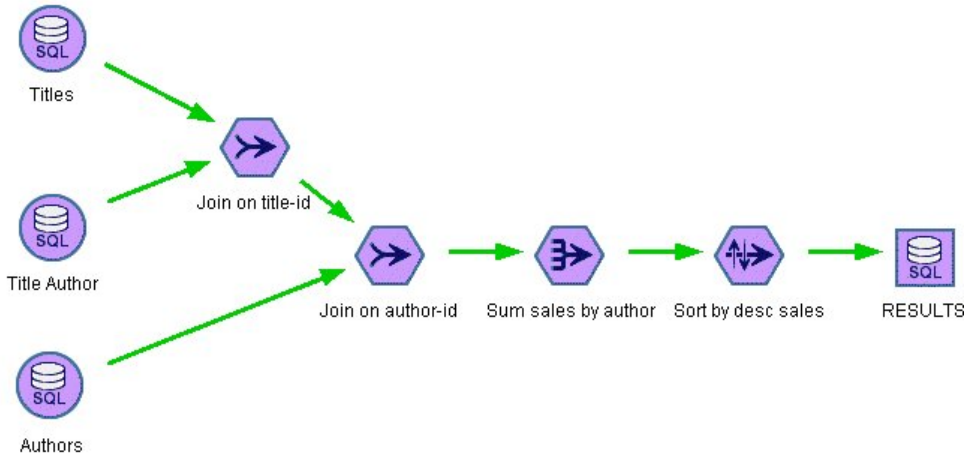 SQL
Titles
Join on title-id
SQL
Title Author
Join on author-id
Sum sales by author
Sort by desc sales
SQL
RESULTS
SQL
Authors